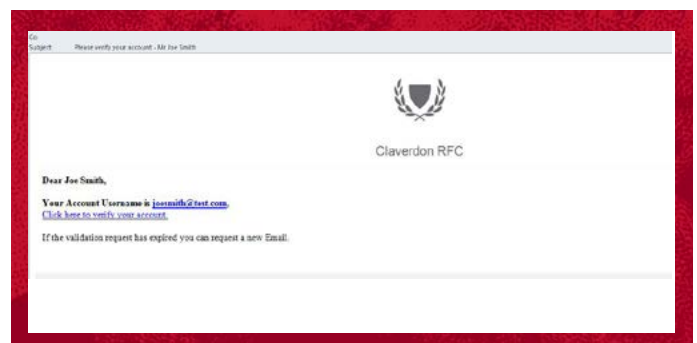 Cc
Subject Please verify your account - Mr Joe Smith
Claverdon RFC
Dear Joe Smith,
Your Account Username is joesmith@test.com.
Click here to verify your account.
If the validation request has expired you can request a new Email.